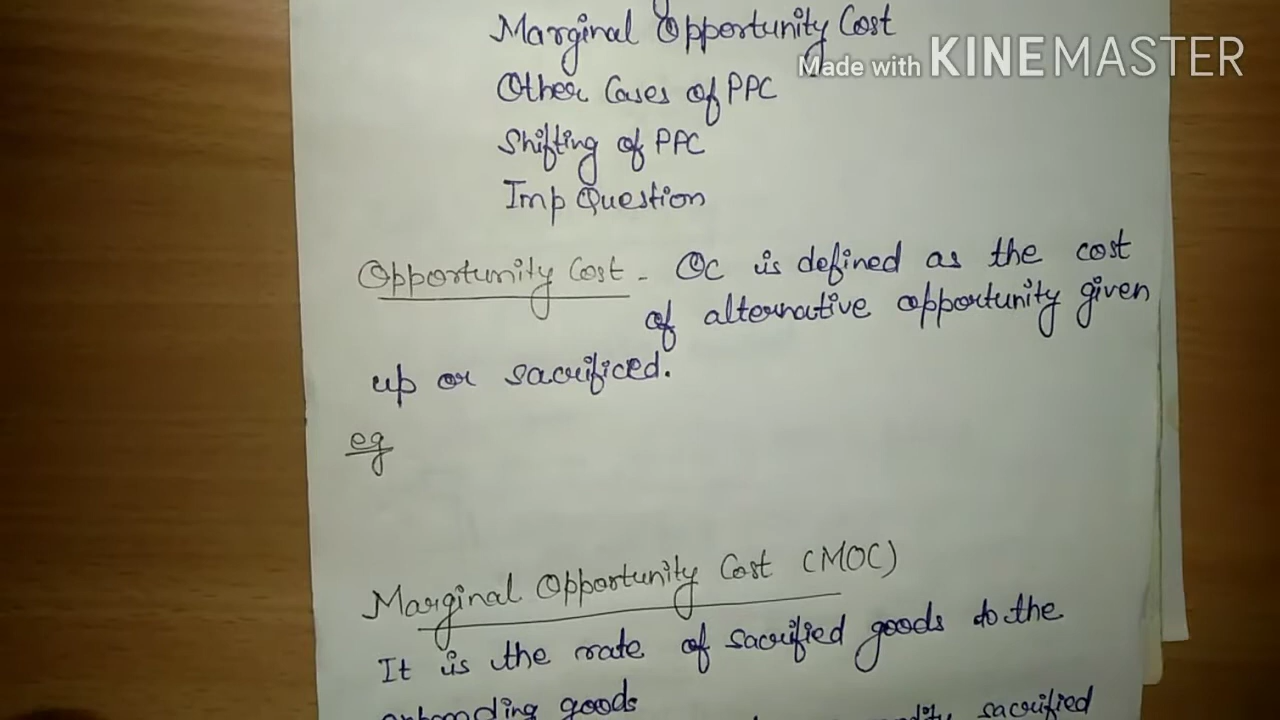 Marginal Opportunity Cost
Made with KINEMASTER
Other Cases of PPC
Shifting of PPC
Imp Question
Opportunity Cost - OC is defined as the cost
of alternative opportunity given
up or sacrificed.
eg
Marginal Opportunity Cost (MOC)
It is the rate of sacrified goods to the
goods
sacrified